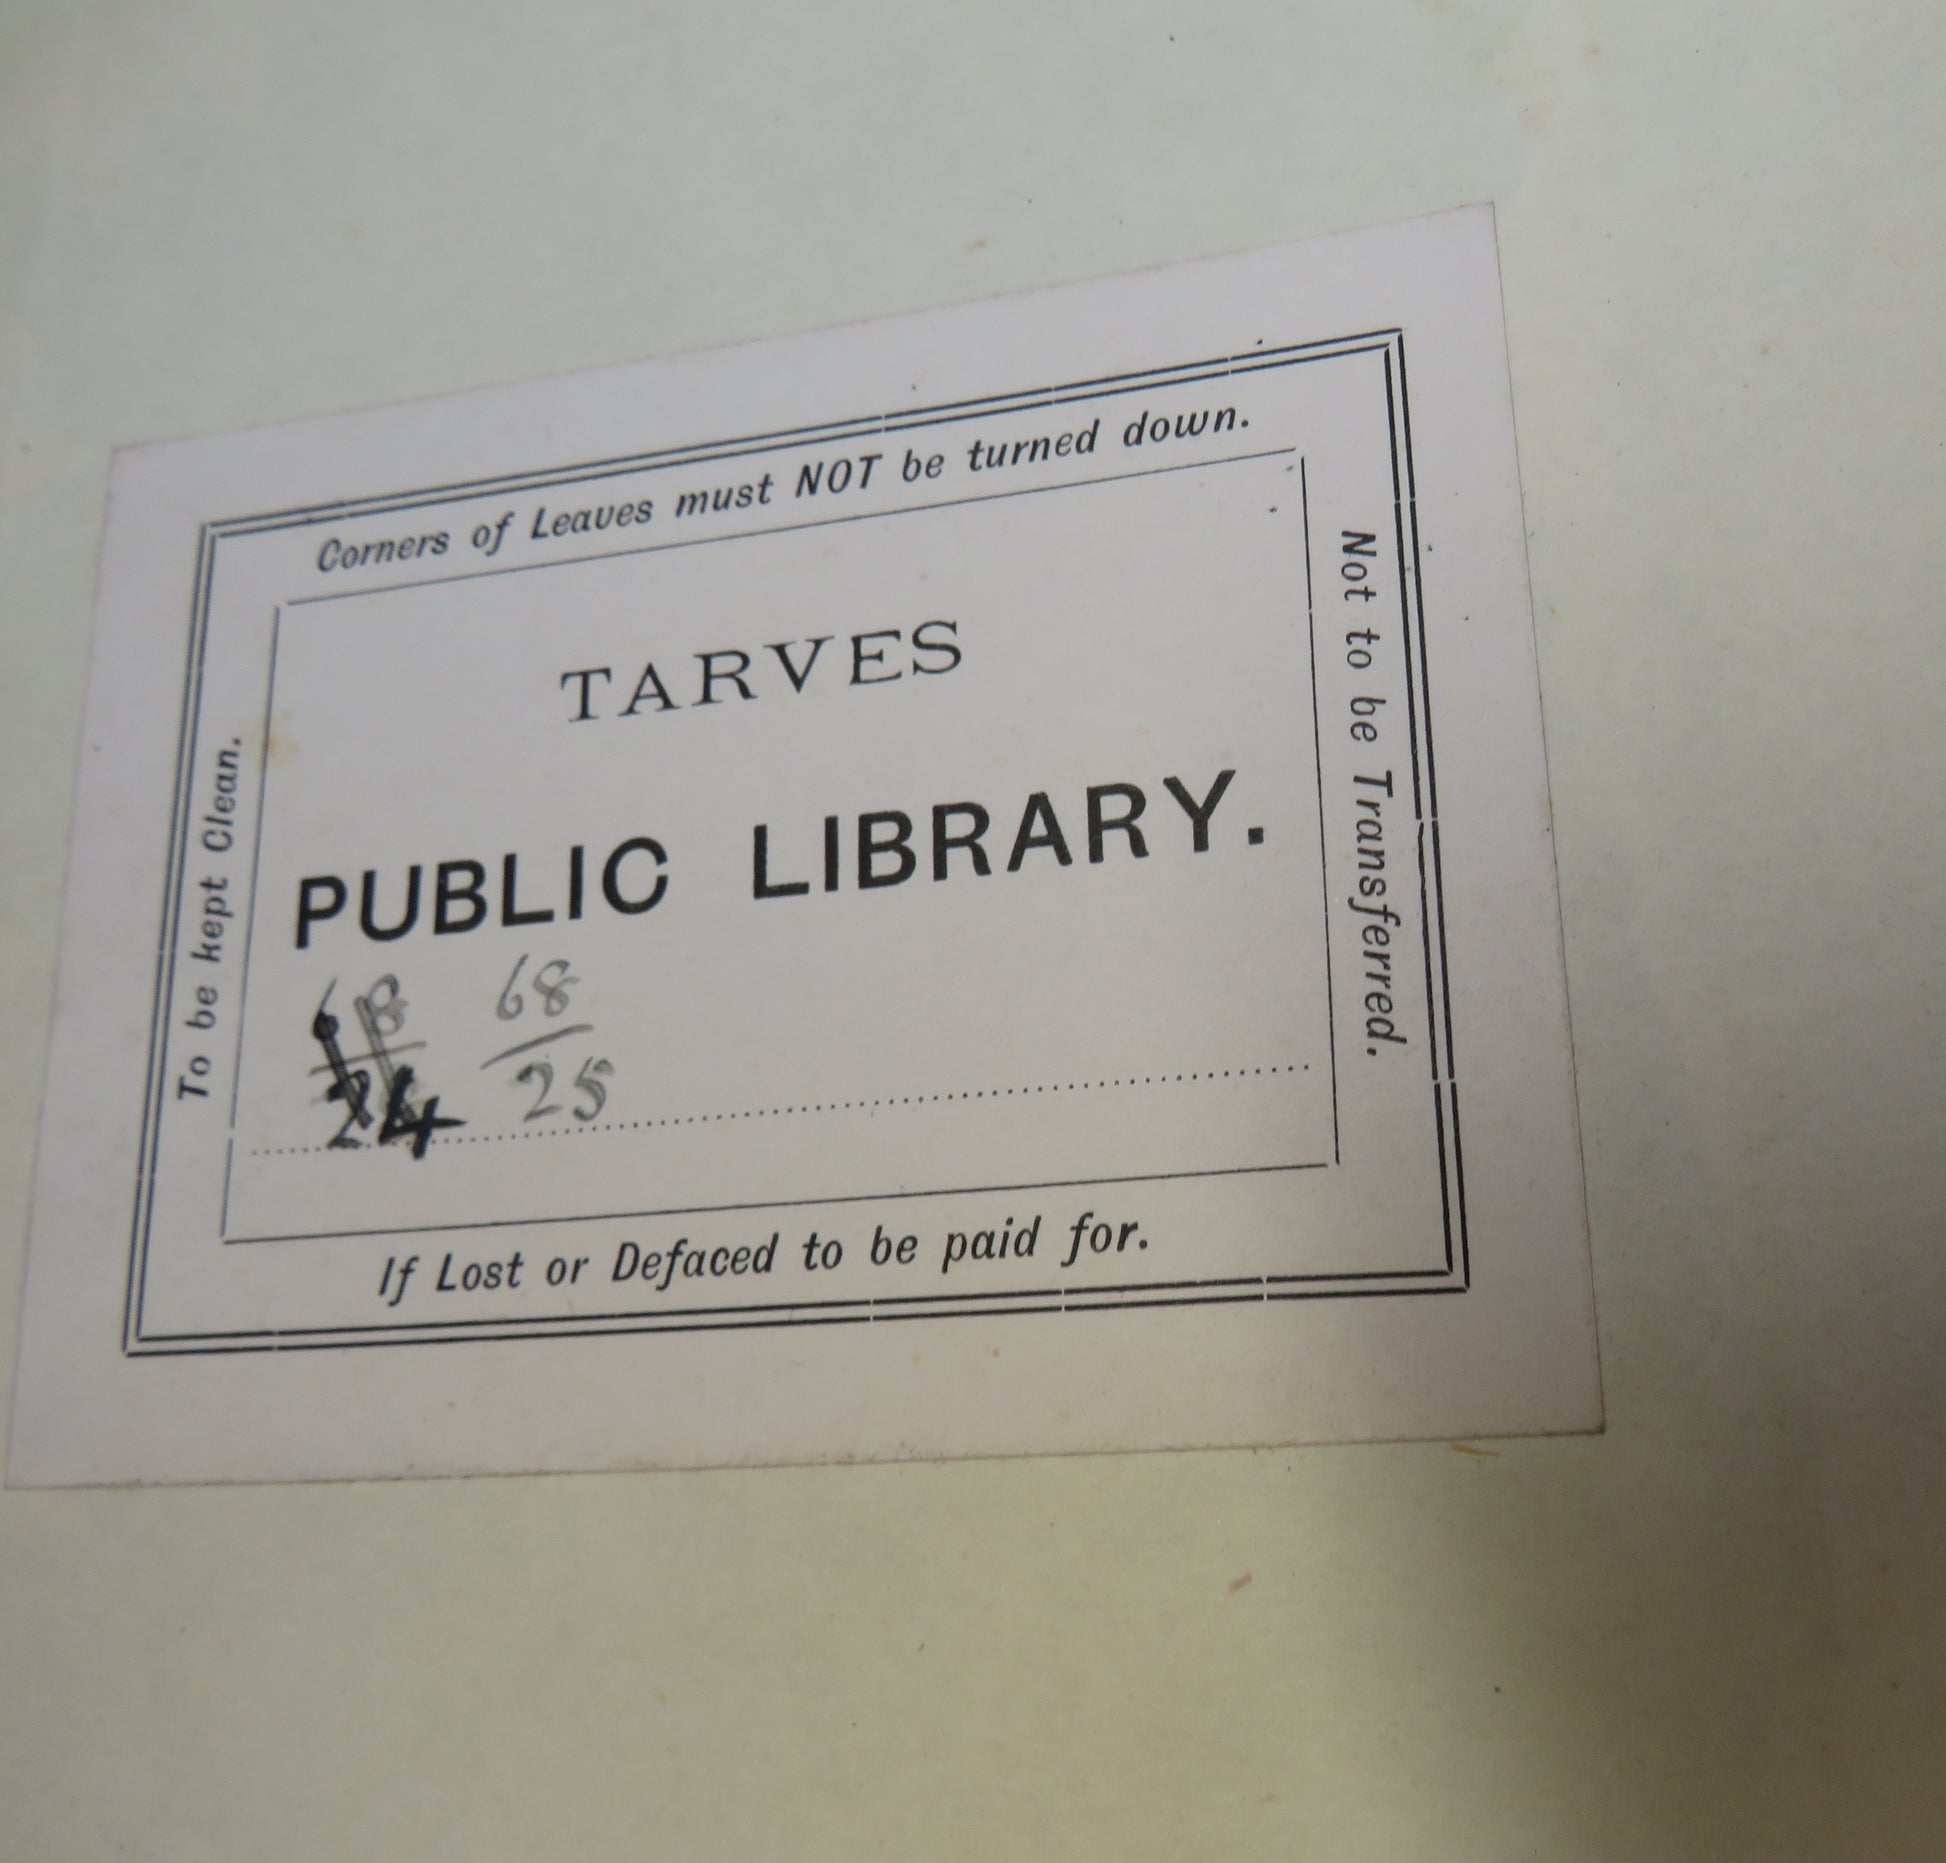 Corners of Leaves must NOT be turned down.
To be kept Clean.
Not to be Transferred.
TARVES
PUBLIC LIBRARY.
68 68
24 25
If Lost or Defaced to be paid for.